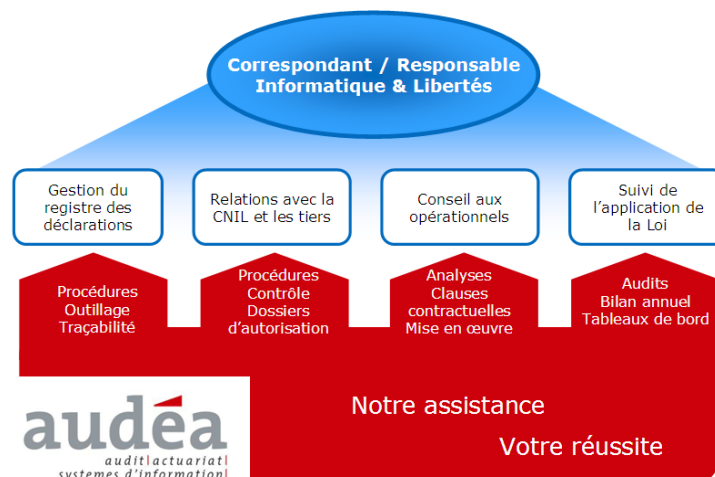 Correspondant / Responsable
Informatique & Libertés
Gestion du
registre des
déclarations
Relations avec la
CNIL et les tiers
Conseil aux
opérationnels
Suivi de
l'application de
la Loi
Procédures
Outillage
Traçabilité
Procédures
Contrôle
Dossiers
d'autorisation
Analyses
Clauses
contractuelles
Mise en œuvre
Audits
Bilan annuel
Tableaux de bord
Notre assistance
Votre réussite
audéa
audit|actuariat|
systemes d'information|